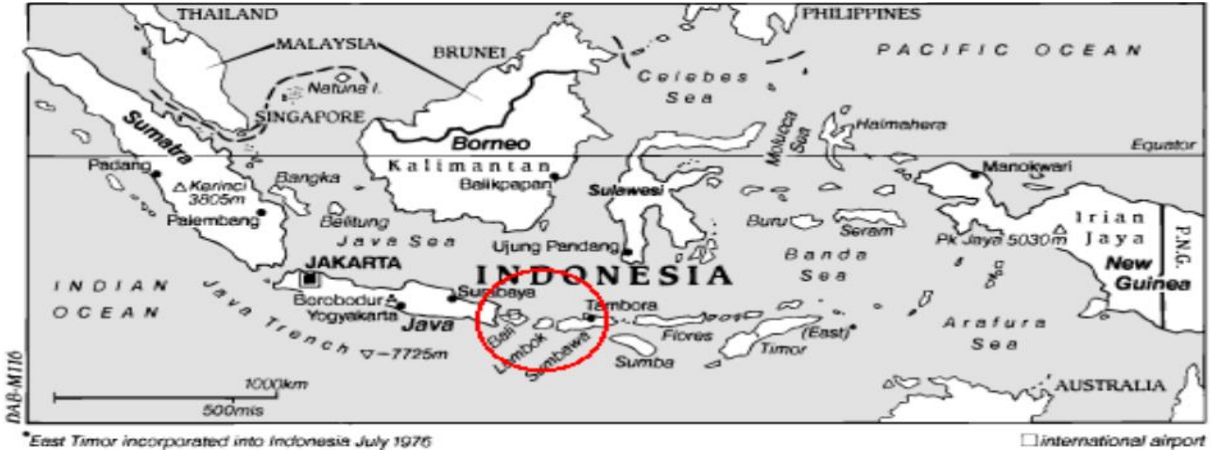 THAILAND
PHILIPPINES
MALAYSIA
BRUNEI
PACIFIC OCEAN
Celebes
Sea
Natuna I.
SINGAPORE
Halmahera
Molucca
Sea
Sumatra
Borneo
Equator
Padang
Kalimantan
Manokwari
Kerinci
3805m
Bangka
Balikpapan
Sulawesi
Palembang
Belitung
Buru
Seram
Irian
Jaya
Pk Jaya 5030m
P.N.G.
Java Sea
Ujung Pandang
Banda
Sea
JAKARTA
INDONESIA
New
Guinea
INDIAN
OCEAN
Java Trench
-7725m
Borobodur
Surabaya
Yogyakarta
Java
Tambora
Bali
Lombok
Sumbawa
Flores
(East)*
Timor
Sumba
Arafura
Sea
1000km
500mls
AUSTRALIA
DAB-M116
*East Timor incorporated into Indonesia July 1976
international airport